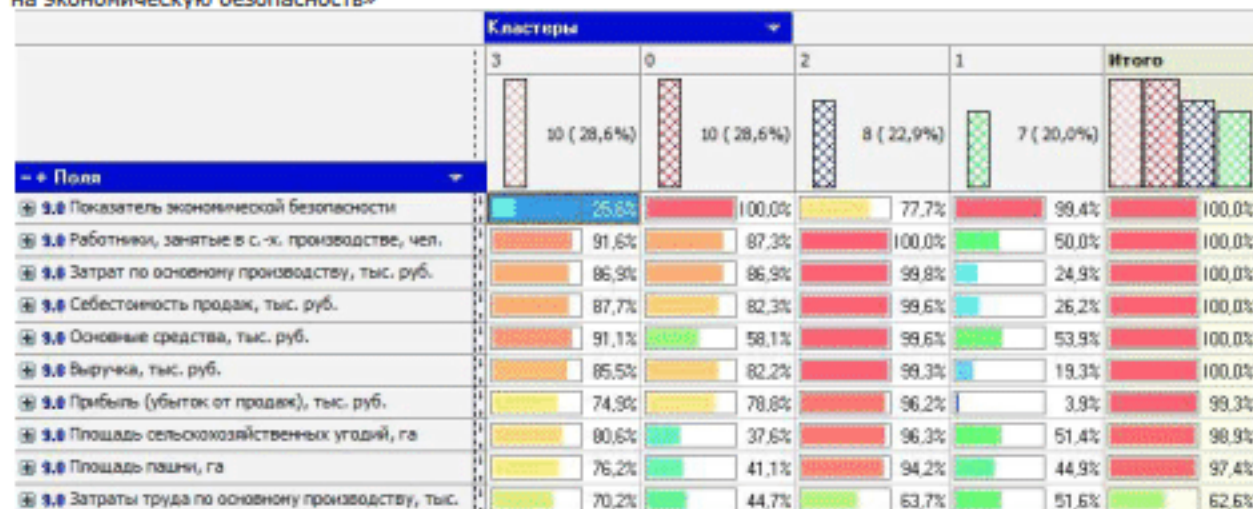 на экономическую безопасность»
Кластеры
3 0 2 1 Итого
10 ( 28,6%) 10 ( 28,6%) 8 ( 22,9%) 7 ( 20,0%)
- + Поля
9.0 Показатель экономической безопасности 25,6% 100,0% 77,7% 99,4% 100,0%
9.0 Работники, занятые в с.-х. производстве, чел. 91,6% 87,3% 100,0% 50,0% 100,0%
9.0 Затрат по основному производству, тыс. руб. 86,9% 86,9% 99,8% 24,9% 100,0%
9.0 Себестоимость продаж, тыс. руб. 87,7% 82,3% 99,6% 26,2% 100,0%
9.0 Основные средства, тыс. руб. 91,1% 58,1% 99,6% 53,9% 100,0%
9.0 Выручка, тыс. руб. 85,5% 82,2% 99,3% 19,3% 100,0%
9.0 Прибыль (убыток от продаж), тыс. руб. 74,9% 78,8% 96,2% 3,9% 99,3%
9.0 Площадь сельскохозяйственных угодий, га 80,6% 37,6% 96,3% 51,4% 98,9%
9.0 Площадь пашни, га 76,2% 41,1% 94,2% 44,9% 97,4%
9.0 Затраты труда по основному производству, тыс. 70,2% 44,7% 63,7% 51,6% 62,6%